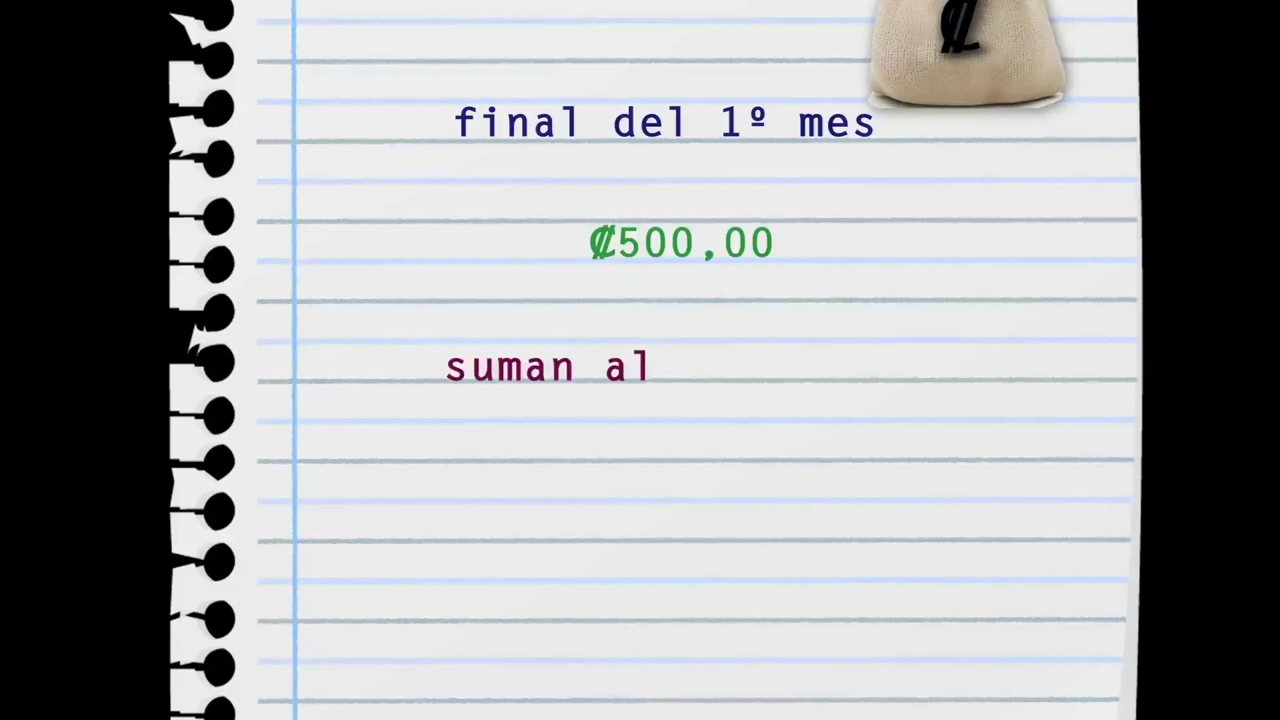 ₡
final del 1º mes
₡500,00
suman al